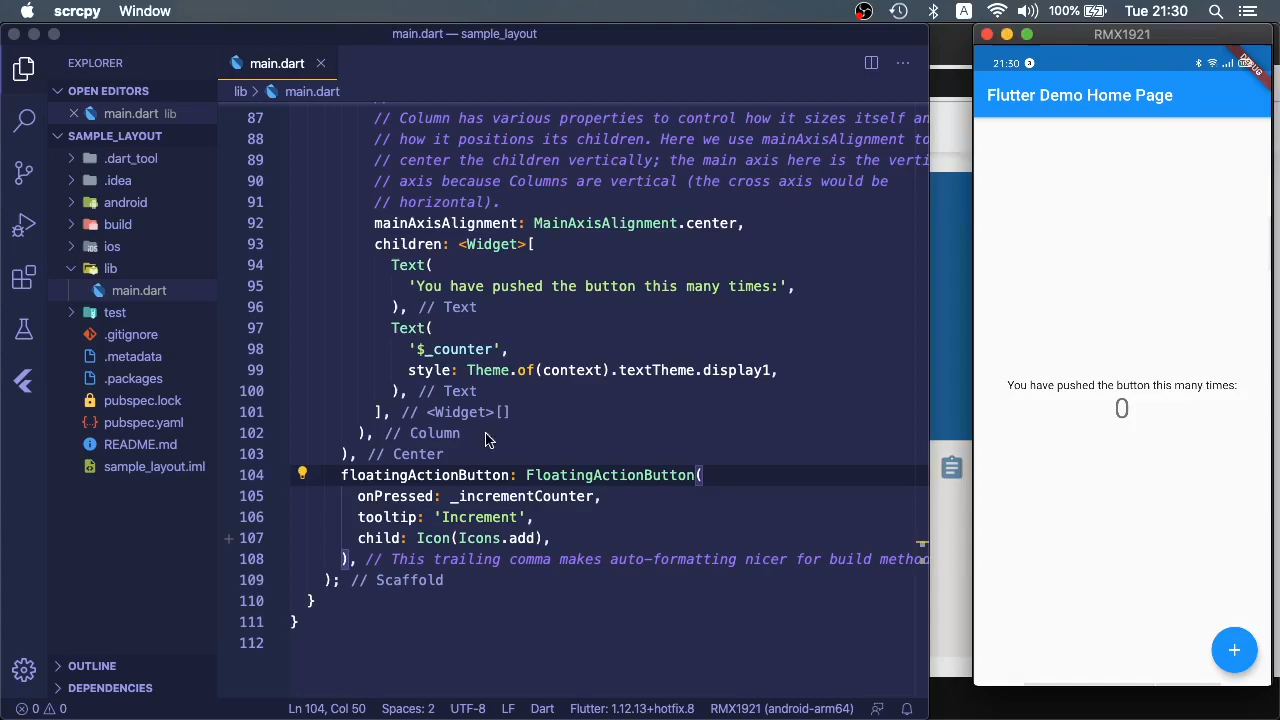 scrcpy Window
A 100% Tue 21:30
main.dart — sample_layout
EXPLORER
OPEN EDITORS
main.dart lib
SAMPLE_LAYOUT
.dart_tool
.idea
android
build
ios
lib
main.dart
test
.gitignore
.metadata
.packages
pubspec.lock
pubspec.yaml
README.md
sample_layout.iml
OUTLINE
DEPENDENCIES
main.dart
lib > main.dart
87 // Column has various properties to control how it sizes itself an
88 // how it positions its children. Here we use mainAxisAlignment to
89 // center the children vertically; the main axis here is the verti
90 // axis because Columns are vertical (the cross axis would be
91 // horizontal).
92 mainAxisAlignment: MainAxisAlignment.center,
93 children: <Widget>[
94 Text(
95 'You have pushed the button this many times:',
96 ), // Text
97 Text(
98 '$_counter',
99 style: Theme.of(context).textTheme.display1,
100 ), // Text
101 ], // <Widget>[]
102 ), // Column
103 ), // Center
104 floatingActionButton: FloatingActionButton(
105 onPressed: _incrementCounter,
106 tooltip: 'Increment',
107 child: Icon(Icons.add),
108 ), // This trailing comma makes auto-formatting nicer for build metho
109 ); // Scaffold
110 }
111 }
112
0 0 Ln 104, Col 50 Spaces: 2 UTF-8 LF Dart Flutter: 1.12.13+hotfix.8 RMX1921 (android-arm64)
RMX1921
21:30
DEBUG
Flutter Demo Home Page
You have pushed the button this many times:
0
+